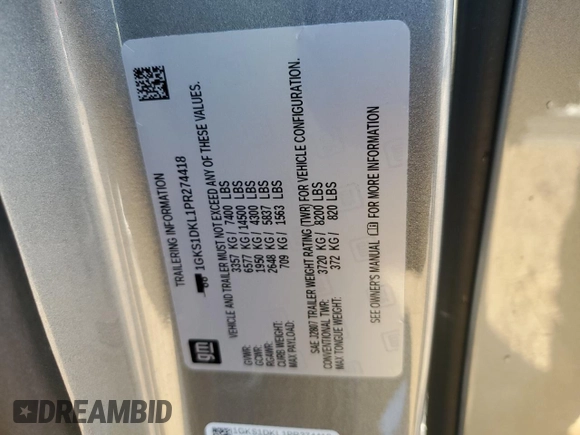 TRAILERING INFORMATION
1GKS1DKL1PR274418
VEHICLE AND TRAILER MUST NOT EXCEED ANY OF THESE VALUES.
GVWR: 3357 KG/ 7400 LBS
GCWR: 6577 KG/14500 LBS
RGAWR: 1950 KG/ 4300 LBS
CURB WEIGHT: 2648 KG/ 5837 LBS
MAX PAYLOAD: 709 KG/ 1563 LBS
SAE J2807 TRAILER WEIGHT RATING (TWR) FOR VEHICLE CONFIGURATION.
CONVENTIONAL TWR: 3720 KG/ 8200 LBS
MAX TONGUE WEIGHT: 372 KG/ 820 LBS
SEE OWNER'S MANUAL FOR MORE INFORMATION
gm
1GKS1DKL1PR274418
DREAMBID